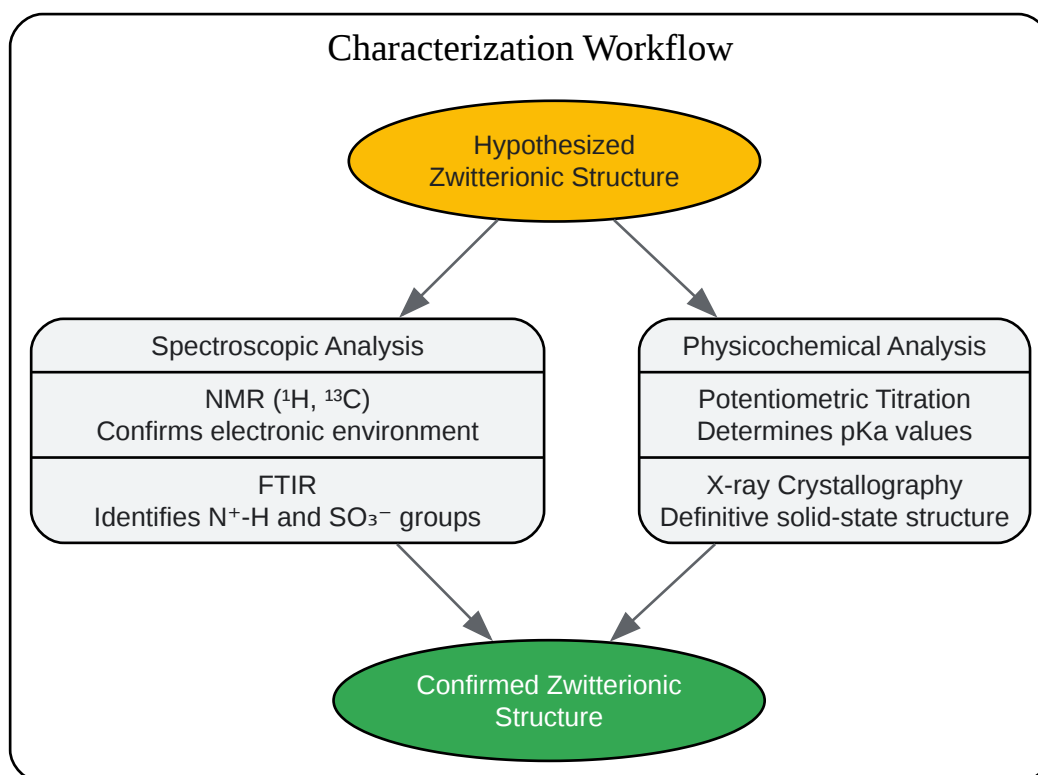 Characterization Workflow
Hypothesized
Zwitterionic Structure
Spectroscopic Analysis
NMR (¹H, ¹³C)
Confirms electronic environment
FTIR
Identifies N⁺-H and SO₃⁻ groups
Physicochemical Analysis
Potentiometric Titration
Determines pKa values
X-ray Crystallography
Definitive solid-state structure
Confirmed Zwitterionic
Structure